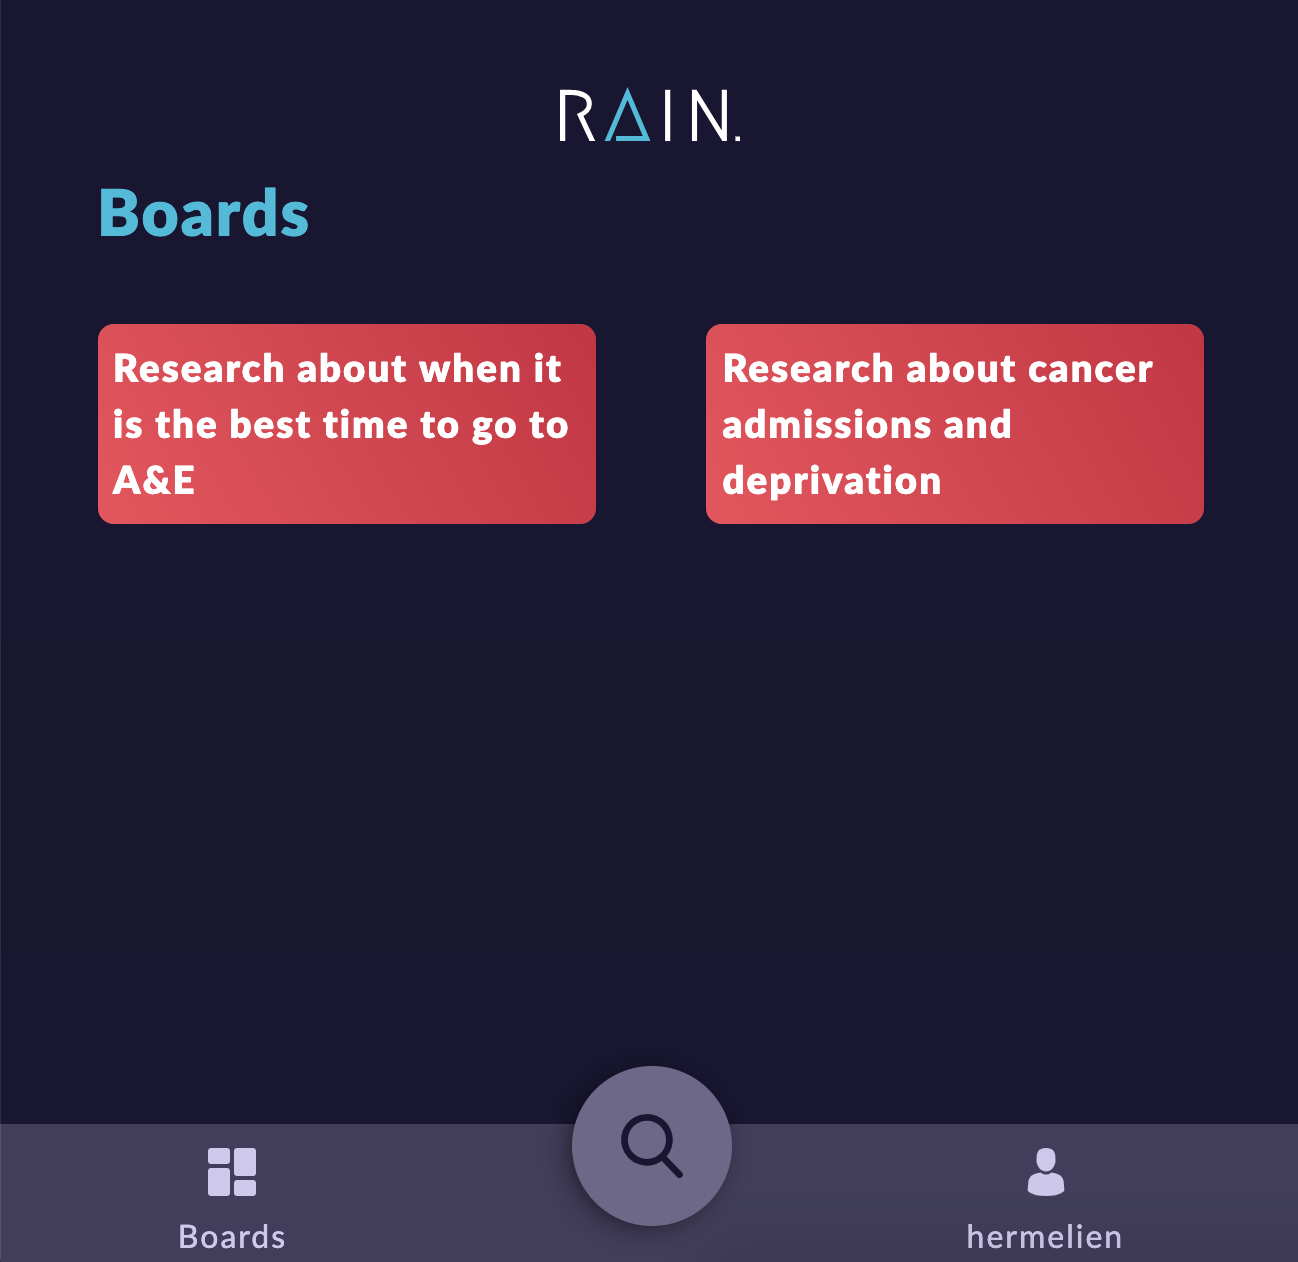 RAIN.
Boards
Research about when it
is the best time to go to
A&E
Research about cancer
admissions and
deprivation
Boards
hermelien